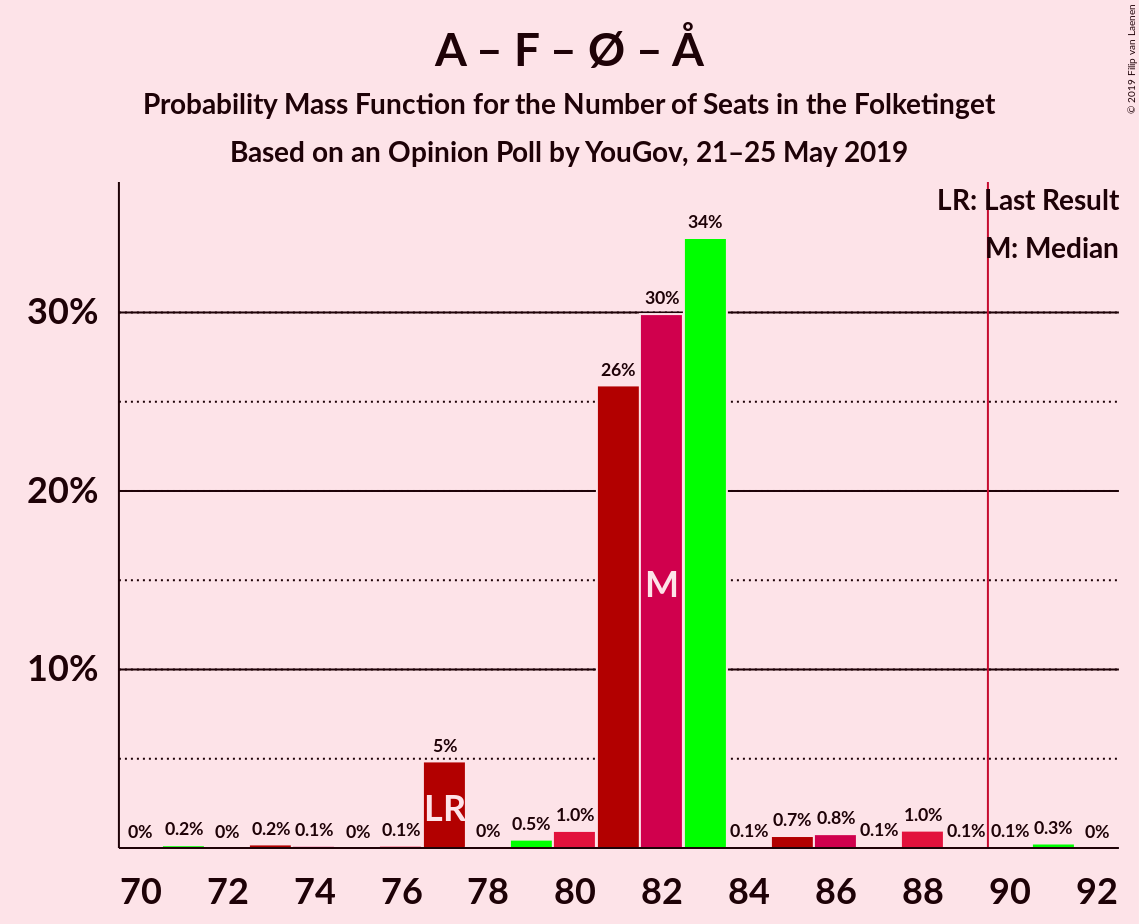 A – F – Ø – Å
Probability Mass Function for the Number of Seats in the Folketinget
Based on an Opinion Poll by YouGov, 21–25 May 2019
© 2019 Filip van Laenen
LR: Last Result
M: Median
34%
30%
30%
26%
20%
M
10%
5%
LR
0% 0.2% 0% 0.2% 0.1% 0% 0.1% 0% 0.5% 1.0% 0.1% 0.7% 0.8% 0.1% 1.0% 0.1% 0.1% 0.3% 0%
70 72 74 76 78 80 82 84 86 88 90 92